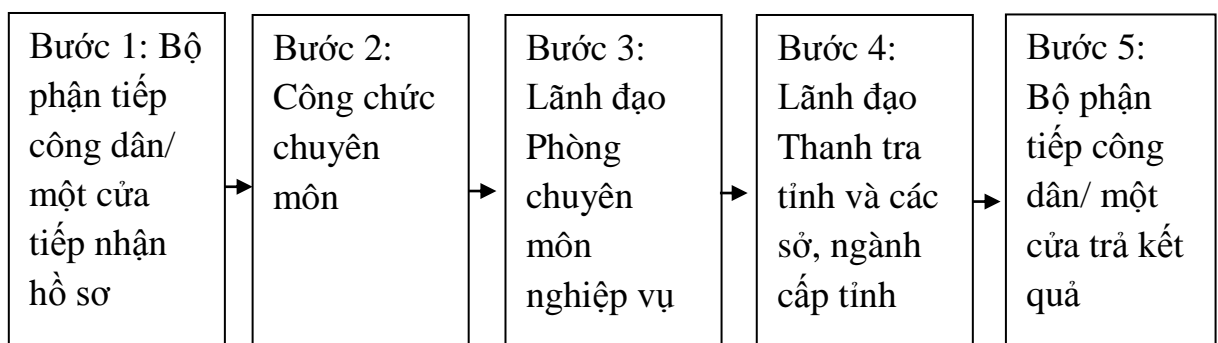 Bước 1: Bộ
phận tiếp
công dân/
một cửa
tiếp nhận
hồ sơ
Bước 2:
Công chức
chuyên
môn
Bước 3:
Lãnh đạo
Phòng
chuyên
môn
nghiệp vụ
Bước 4:
Lãnh đạo
Thanh tra
tỉnh và các
sở, ngành
cấp tỉnh
Bước 5:
Bộ phận
tiếp công
dân/ một
cửa trả kết
quả